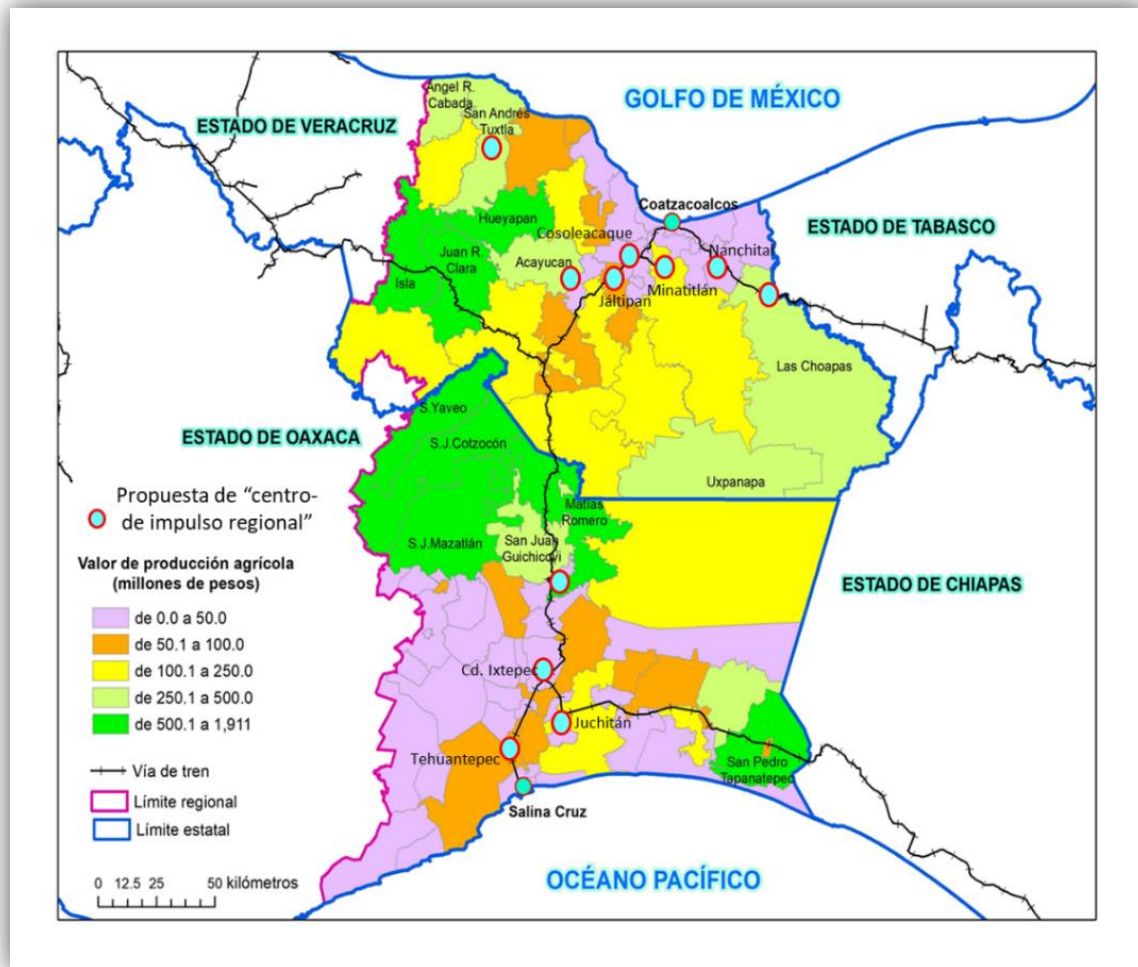 GOLFO DE MÉXICO
ESTADO DE VERACRUZ
Angel R.
Cabada
San Andrés
Tuxtla
Coatzacoalcos
ESTADO DE TABASCO
Hueyapan
Cosoleacaque
Nanchital
Juan R.
Clara
Acayucan
Isla
Jáltipan
Minatitlán
Las Choapas
S.Yaveo
ESTADO DE OAXACA
S.J.Cotzocón
Uxpanapa
Matías
Romero
San Juan
Guichicovi
S.J.Mazatlán
ESTADO DE CHIAPAS
Cd. Ixtepec
Juchitán
Tehuantepec
San Pedro
Tapanatepec
Salina Cruz
OCÉANO PACÍFICO
Propuesta de “centro-
de impulso regional”
Valor de producción agrícola
(millones de pesos)
de 0.0 a 50.0
de 50.1 a 100.0
de 100.1 a 250.0
de 250.1 a 500.0
de 500.1 a 1,911
Vía de tren
Límite regional
Límite estatal
0 12.5 25 50 kilómetros